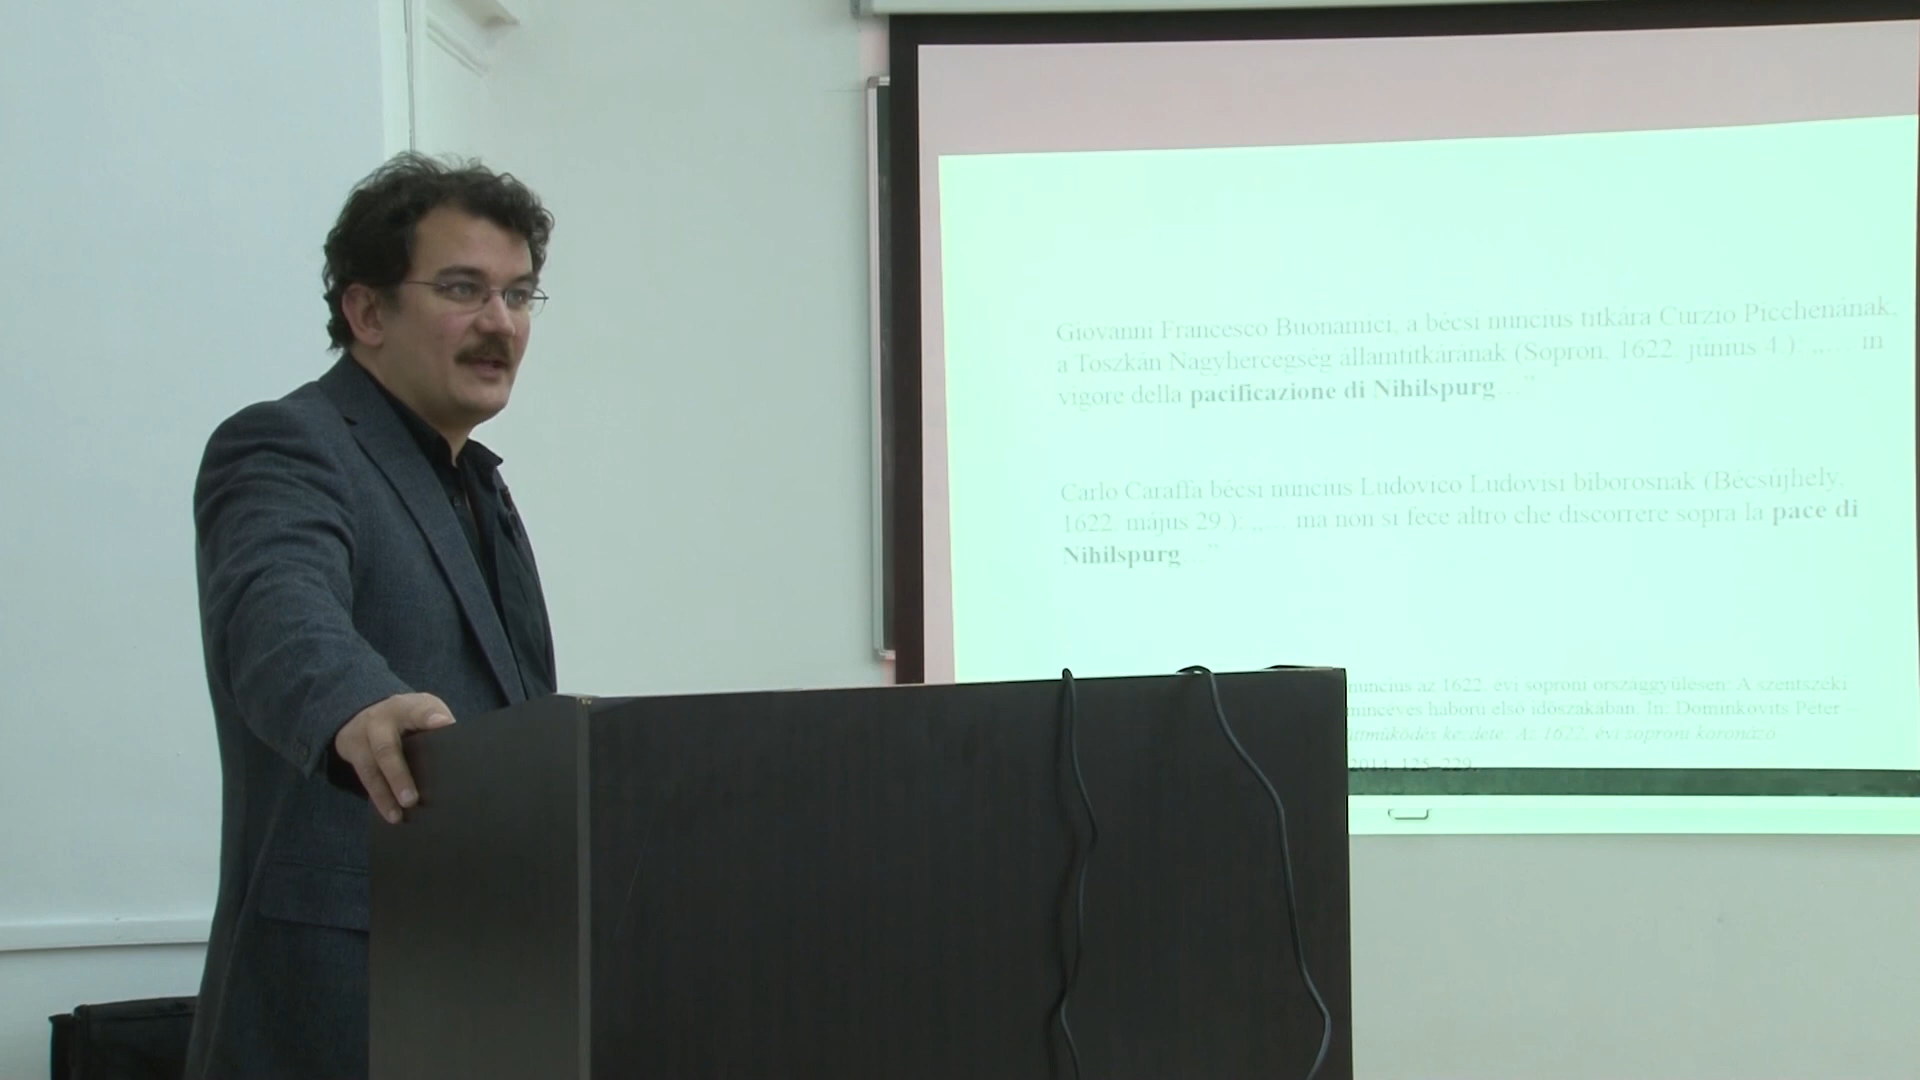 Giovanni Francesco Buonamici, a bécsi nuncius titkára Curzio Picchenának,
a Toszkán Nagyhercegség államtitkárának (Sopron, 1622. június 4.): „… in
vigore della pacificazione di Nihilspurg…”
Carlo Caraffa bécsi nuncius Ludovico Ludovisi bíborosnak (Bécsújhely,
1622. május 29.): „… ma non si fece altro che discorrere sopra la pace di
Nihilspurg…”
nuncius az 1622. évi soproni országgyűlésen: A szentszéki
háború első időszakában. In: Dominkovits Péter –
kezdete: Az 1622. évi soproni koronázó
2014, 125–229.